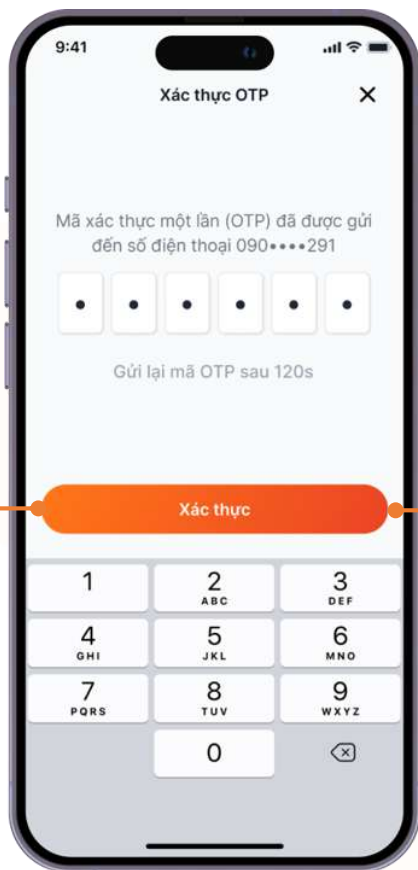 9:41
Xác thực OTP
Mã xác thực một lần (OTP) đã được gửi
đến số điện thoại 090••••291
Gửi lại mã OTP sau 120s
Xác thực
1 2 3
ABC DEF
4 5 6
GHI JKL MNO
7 8 9
PQRS TUV WXYZ
0